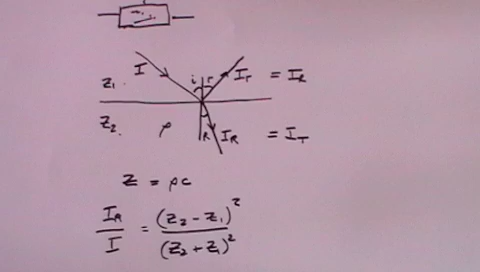 I i r I_r = I_R
Z₁
Z₂ ρ R I_R = I_T
Z = ρc
I_R/I = (Z₂ - Z₁)²/(Z₂ + Z₁)²